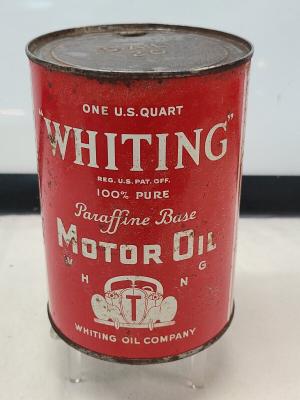 ONE U.S. QUART
"WHITING"
REG. U.S. PAT. OFF.
100% PURE
Paraffine Base
MOTOR OIL
W H I T I N G
WHITING OIL COMPANY